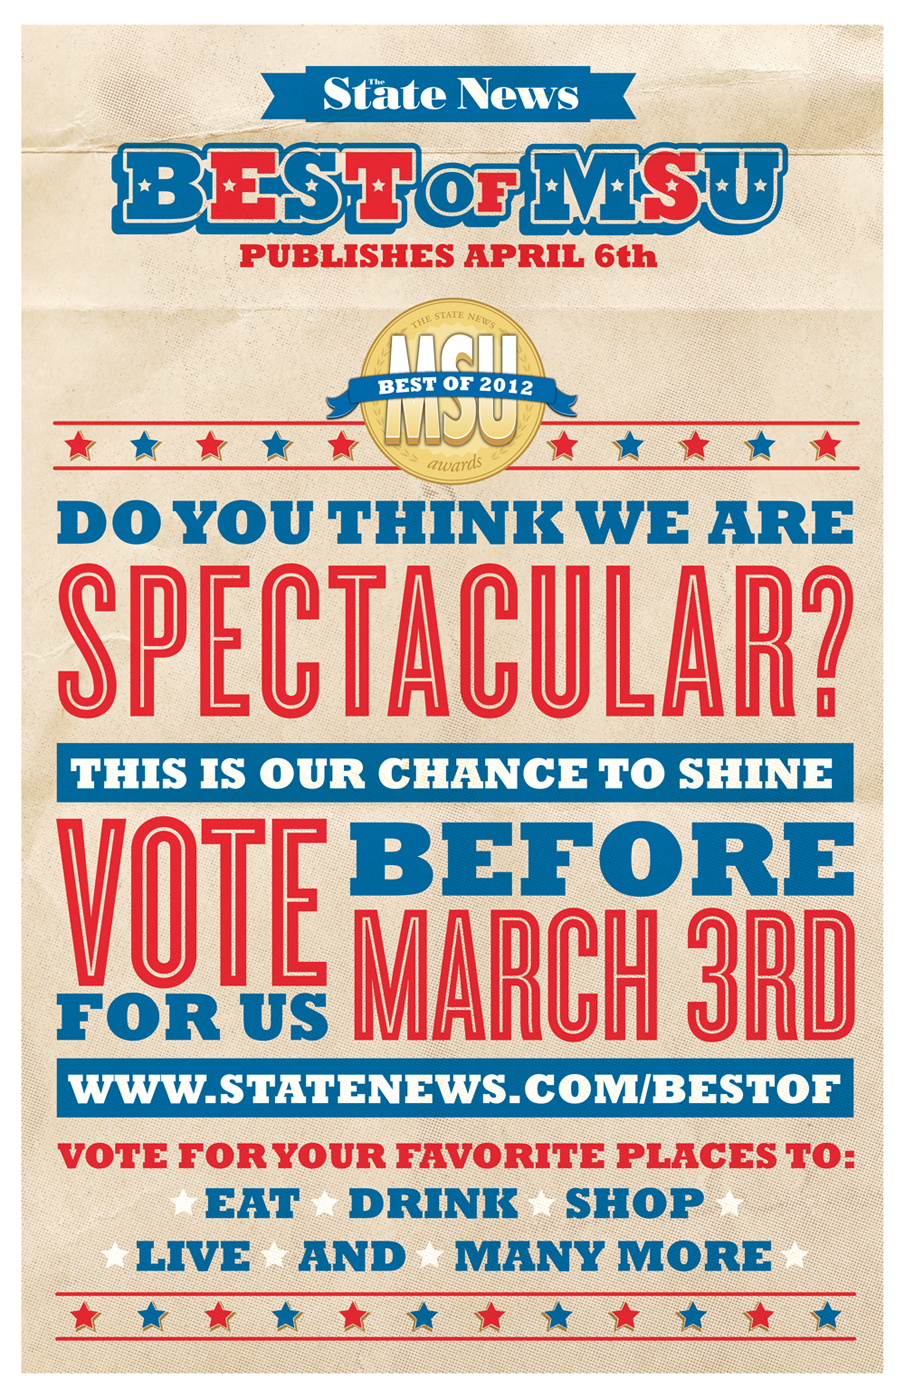 The State News
BEST OF MSU
PUBLISHES APRIL 6th
THE STATE NEWS
MSU
BEST OF 2012
awards
DO YOU THINK WE ARE
SPECTACULAR?
THIS IS OUR CHANCE TO SHINE
VOTE
FOR US
BEFORE
MARCH 3RD
WWW.STATENEWS.COM/BESTOF
VOTE FOR YOUR FAVORITE PLACES TO:
EAT DRINK SHOP
LIVE AND MANY MORE